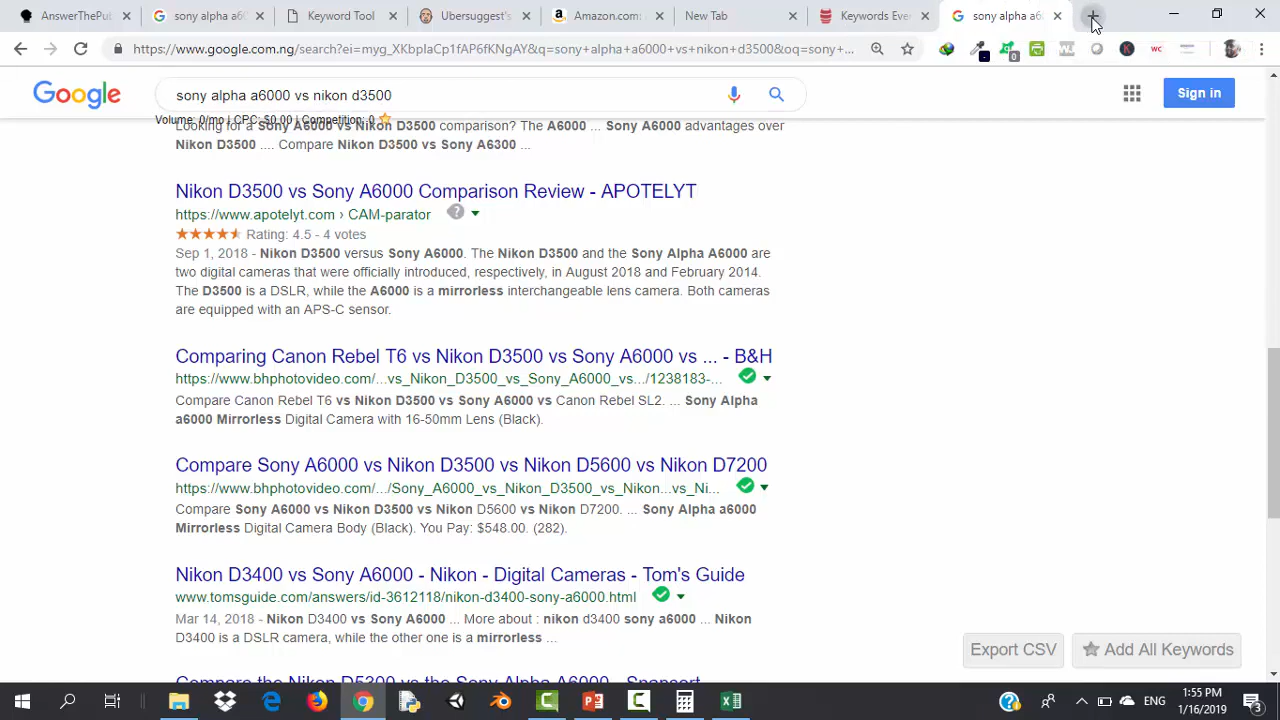 AnswerThePu
sony alpha a6
Keyword Tool
Ubersuggest's
Amazon.com:
New Tab
Keywords Eve
sony alpha a6
https://www.google.com.ng/search?ei=myg_XKbpIaCp1fAP6fKNgAY&q=sony+alpha+a6000+vs+nikon+d3500&oq=sony+...
Google
sony alpha a6000 vs nikon d3500
Sign in
Volume: 0/mo | CPC: $0.00 | Competition: 0
Looking for a Sony A6000 vs Nikon D3500 comparison? The A6000 ... Sony A6000 advantages over
Nikon D3500 .... Compare Nikon D3500 vs Sony A6300 ...
Nikon D3500 vs Sony A6000 Comparison Review - APOTELYT
https://www.apotelyt.com › CAM-parator
Rating: 4.5 - 4 votes
Sep 1, 2018 - Nikon D3500 versus Sony A6000. The Nikon D3500 and the Sony Alpha A6000 are
two digital cameras that were officially introduced, respectively, in August 2018 and February 2014.
The D3500 is a DSLR, while the A6000 is a mirrorless interchangeable lens camera. Both cameras
are equipped with an APS-C sensor.
Comparing Canon Rebel T6 vs Nikon D3500 vs Sony A6000 vs ... - B&H
https://www.bhphotovideo.com/...vs_Nikon_D3500_vs_Sony_A6000_vs.../1238183-...
Compare Canon Rebel T6 vs Nikon D3500 vs Sony A6000 vs Canon Rebel SL2. ... Sony Alpha
a6000 Mirrorless Digital Camera with 16-50mm Lens (Black).
Compare Sony A6000 vs Nikon D3500 vs Nikon D5600 vs Nikon D7200
https://www.bhphotovideo.com/.../Sony_A6000_vs_Nikon_D3500_vs_Nikon...vs_Ni...
Compare Sony A6000 vs Nikon D3500 vs Nikon D5600 vs Nikon D7200. ... Sony Alpha a6000
Mirrorless Digital Camera Body (Black). You Pay: $548.00. (282).
Nikon D3400 vs Sony A6000 - Nikon - Digital Cameras - Tom's Guide
www.tomsguide.com/answers/id-3612118/nikon-d3400-sony-a6000.html
Mar 14, 2018 - Nikon D3400 vs Sony A6000 ... More about : nikon d3400 sony a6000 ... Nikon
D3400 is a DSLR camera, while the other one is a mirrorless ...
Export CSV
Add All Keywords
Compare the Nikon D5300 vs the Sony Alpha A6000 - Snapsort
ENG
1:55 PM
1/16/2019
3